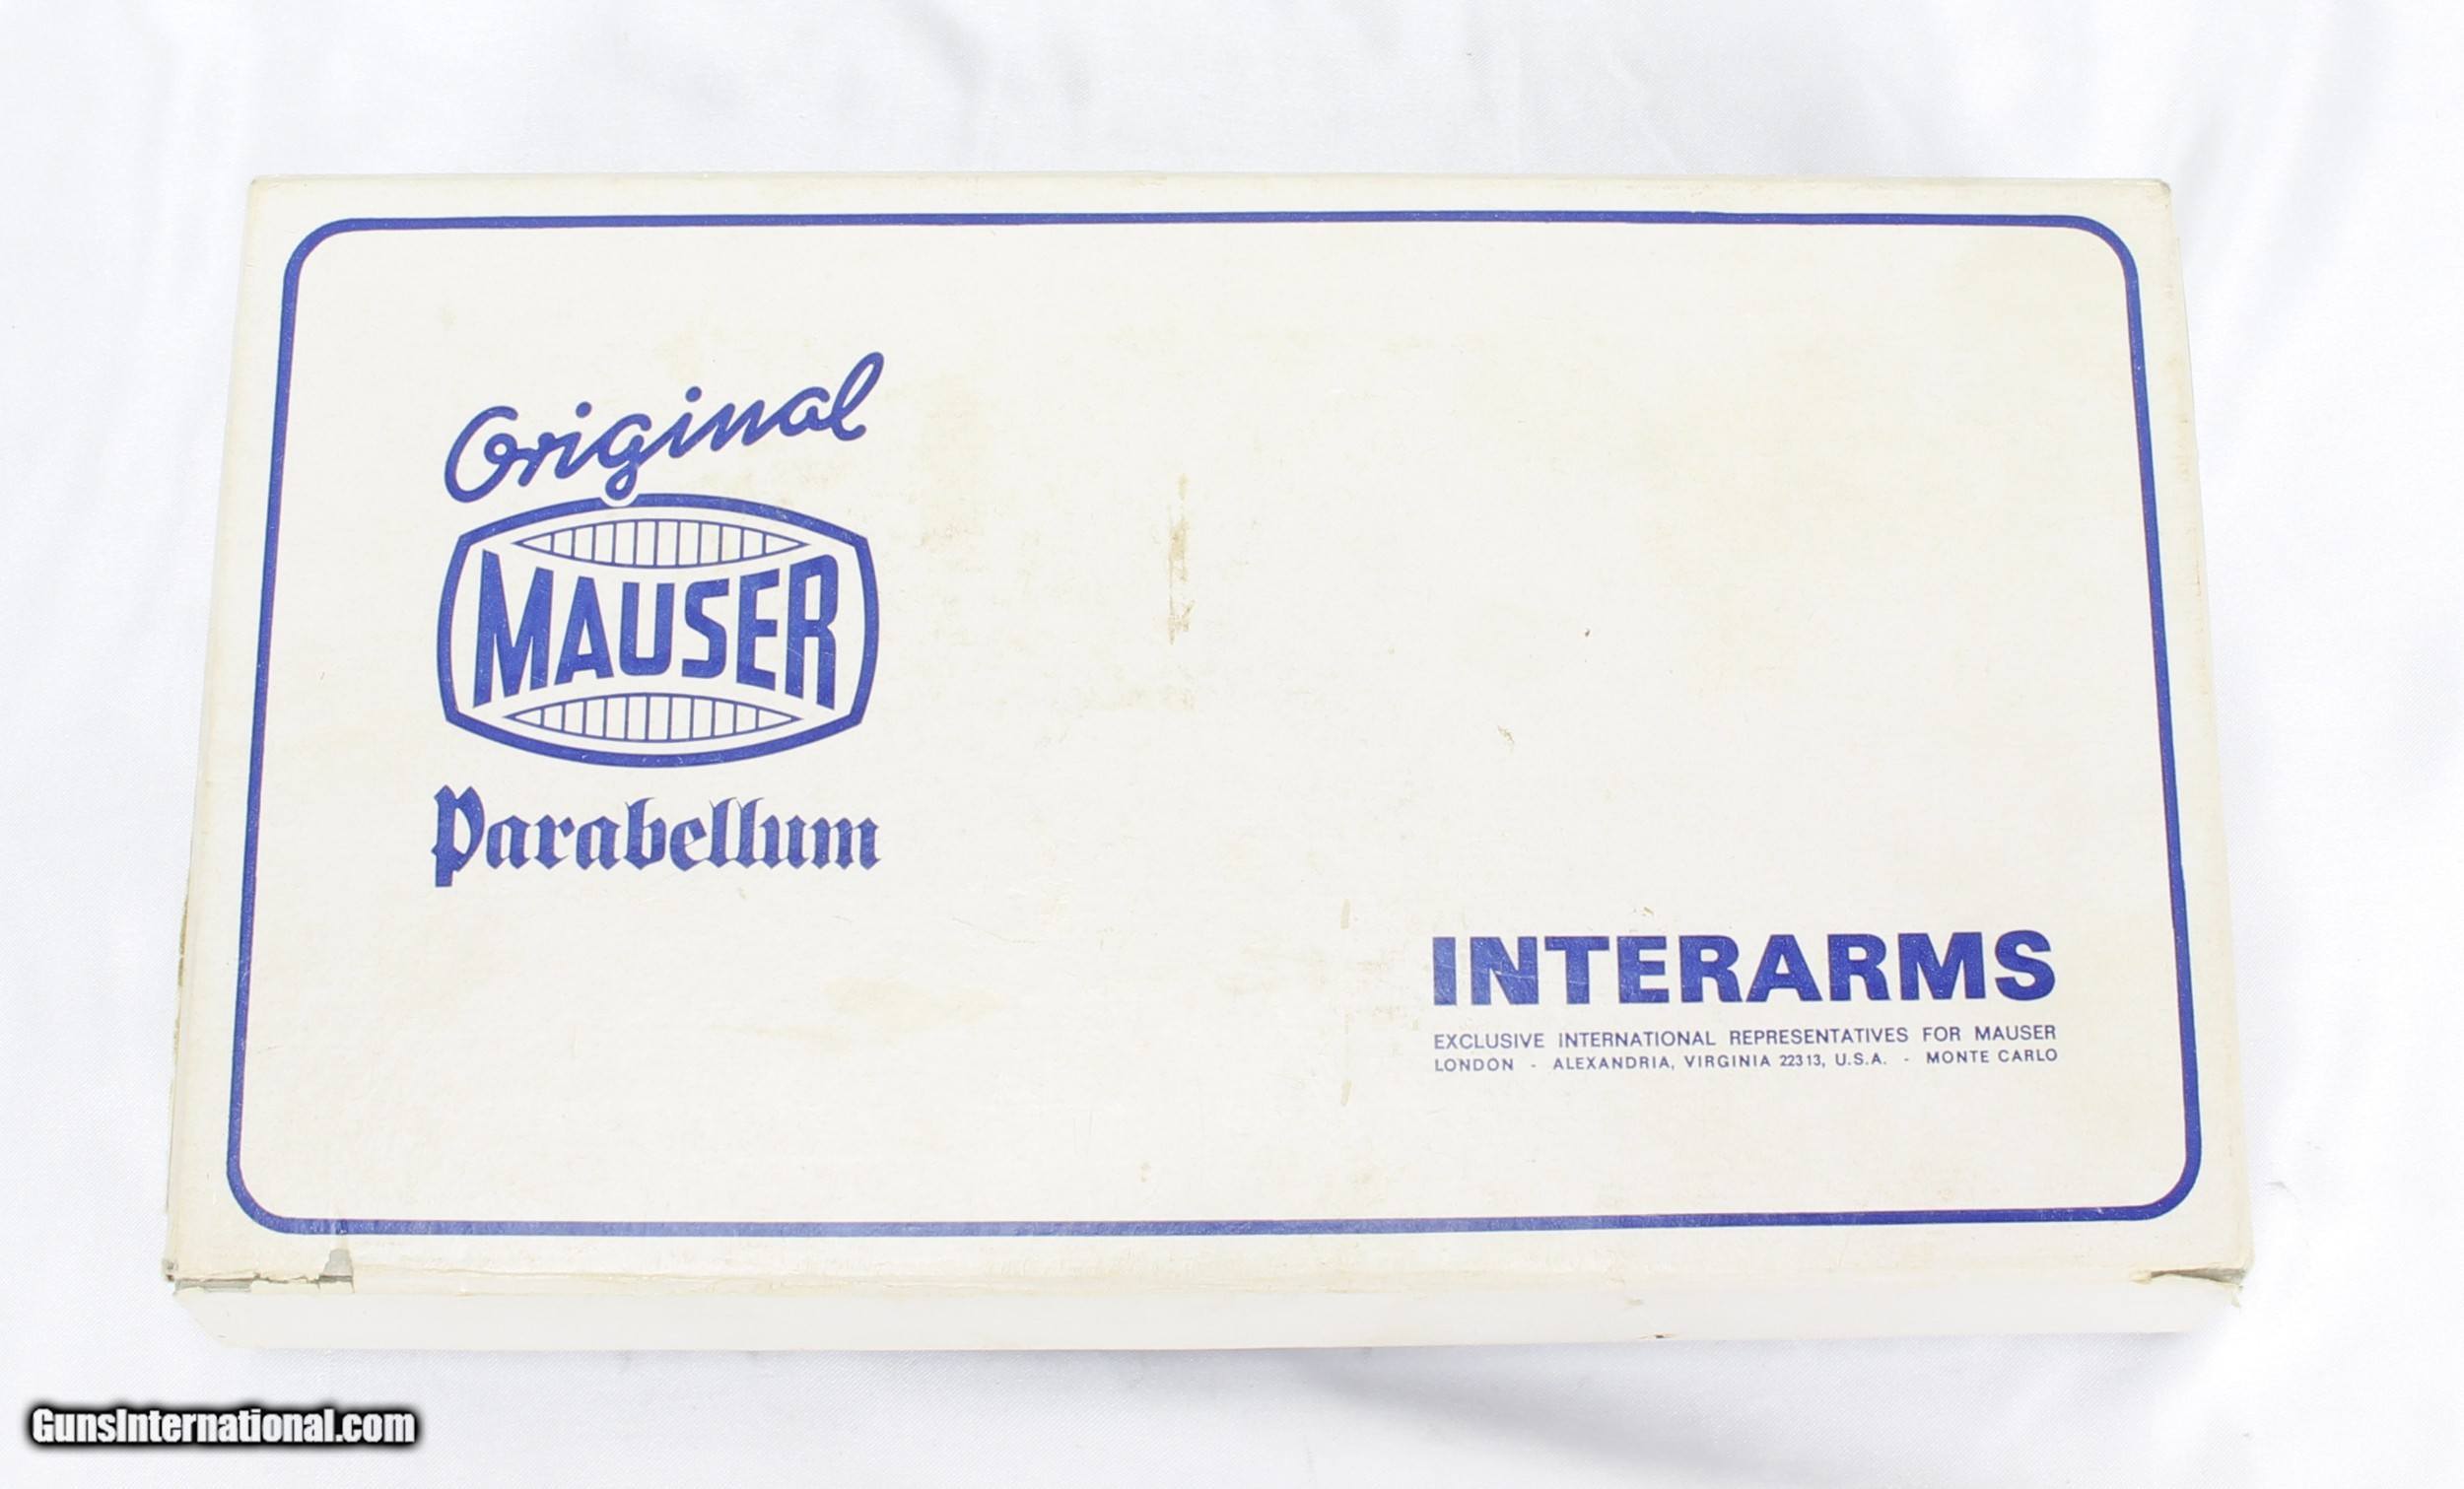 Original
MAUSER
Parabellum
INTERARMS
EXCLUSIVE INTERNATIONAL REPRESENTATIVES FOR MAUSER
LONDON - ALEXANDRIA, VIRGINIA 22313, U.S.A. - MONTE CARLO
GunsInternational.com